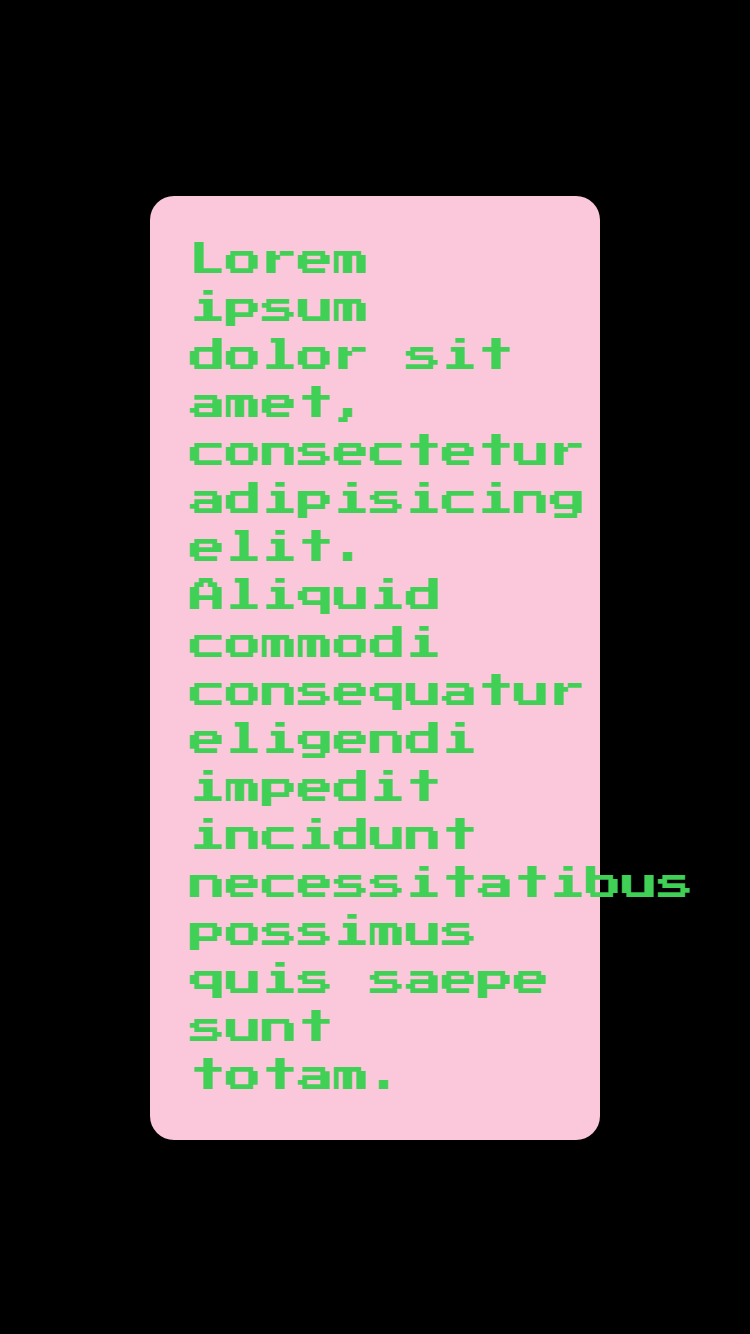 Lorem
ipsum
dolor sit
amet,
consectetur
adipisicing
elit.
Aliquid
commodi
consequatur
eligendi
impedit
incidunt
necessitatibus
possimus
quis saepe
sunt
totam.